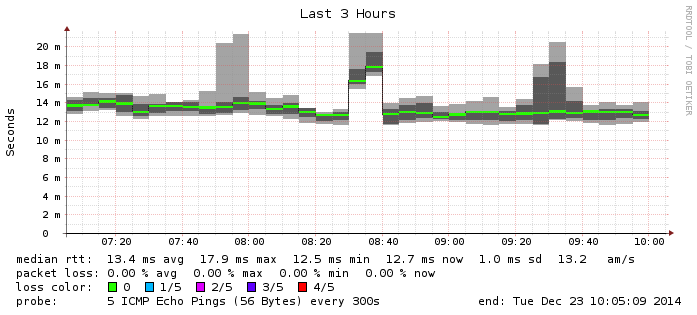 Last 3 Hours
RRDTOOL / TOBI OETIKER
Seconds
20 m
18 m
16 m
14 m
12 m
10 m
8 m
6 m
4 m
2 m
0
07:20 07:40 08:00 08:20 08:40 09:00 09:20 09:40 10:00
median rtt: 13.4 ms avg 17.9 ms max 12.5 ms min 12.7 ms now 1.0 ms sd 13.2 am/s
packet loss: 0.00 % avg 0.00 % max 0.00 % min 0.00 % now
loss color: 0 1/5 2/5 3/5 4/5
probe: 5 ICMP Echo Pings (56 Bytes) every 300s end: Tue Dec 23 10:05:09 2014